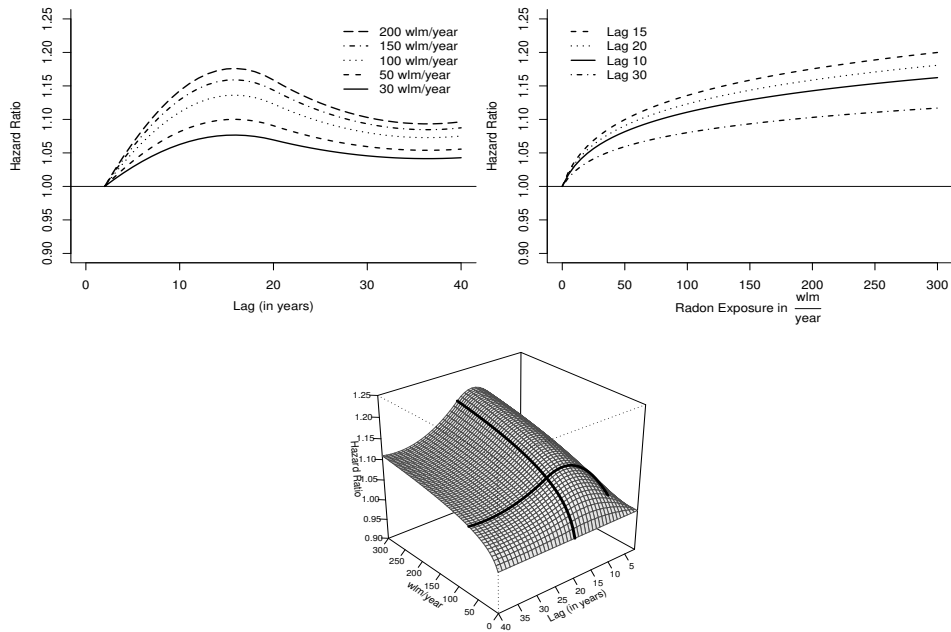 1.25
1.20
1.15
1.10
1.05
1.00
0.95
0.90
Hazard Ratio
200 wlm/year
150 wlm/year
100 wlm/year
50 wlm/year
30 wlm/year
0 10 20 30 40
Lag (in years)
1.25
1.20
1.15
1.10
1.05
1.00
0.95
0.90
Hazard Ratio
Lag 15
Lag 20
Lag 10
Lag 30
0 50 100 150 200 250 300
Radon Exposure in wlm
year
1.25
1.20
1.15
1.10
1.05
1.00
0.95
0.90
Hazard Ratio
300
250
200
150
100
50
0
wlm/year
40
35
30
25
20
15
10
5
Lag (in years)